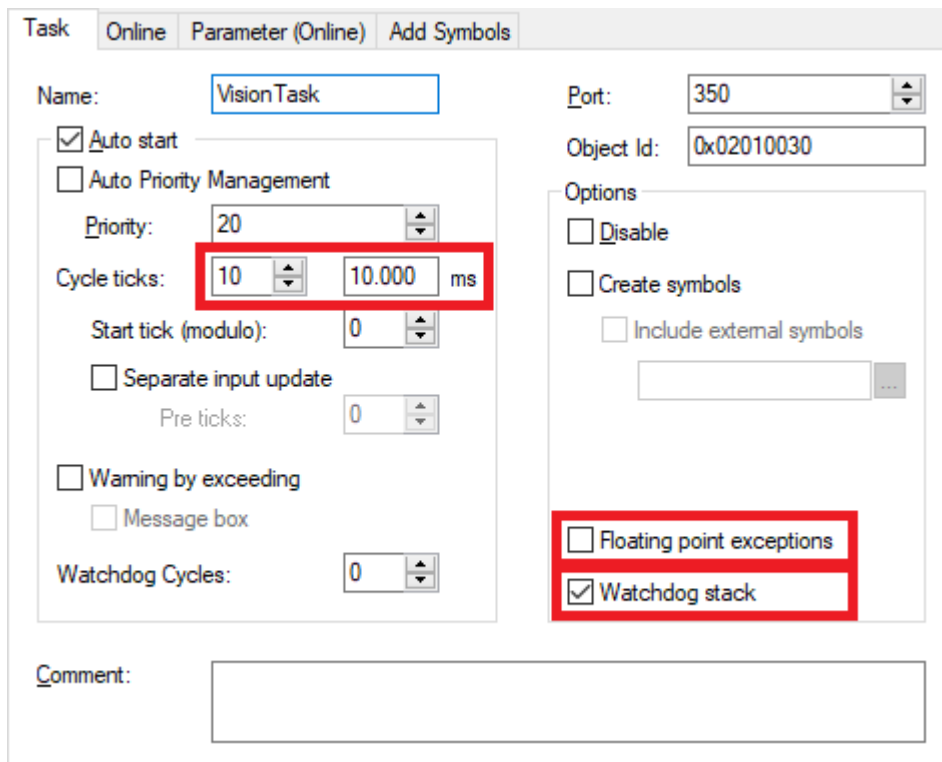 Task Online Parameter (Online) Add Symbols
Name: VisionTask
Port: 350
Auto start
Object Id: 0x02010030
Auto Priority Management
Options
Priority: 20
Disable
Cycle ticks: 10 10.000 ms
Create symbols
Start tick (modulo): 0
Include external symbols
Separate input update
...
Pre ticks: 0
Warning by exceeding
Message box
Floating point exceptions
Watchdog Cycles: 0
Watchdog stack
Comment: